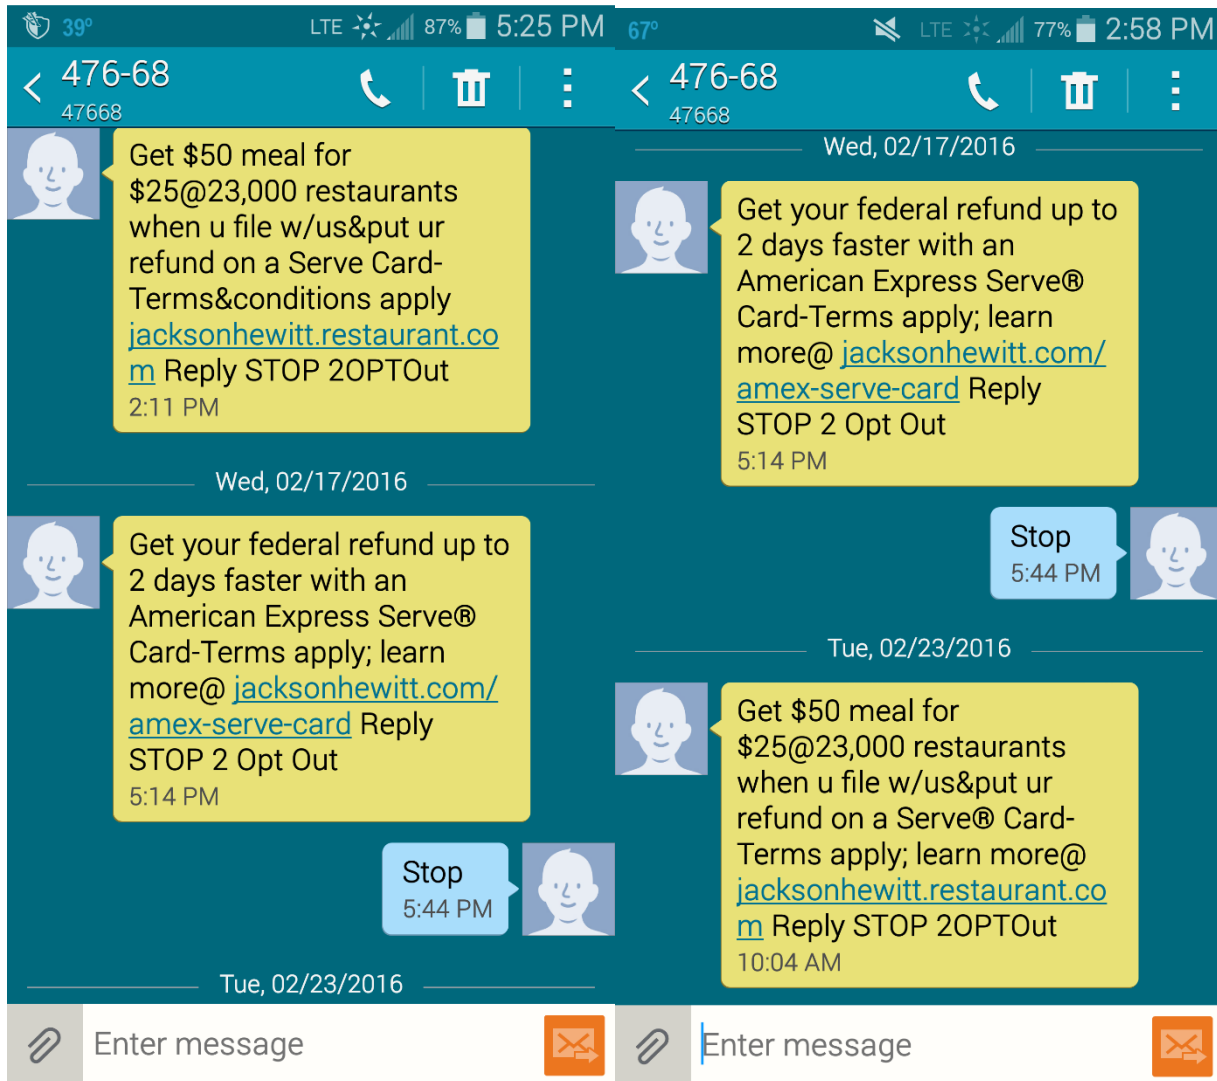 39° LTE 87% 5:25 PM
476-68
47668
Get $50 meal for
$25@23,000 restaurants
when u file w/us&put ur
refund on a Serve Card-
Terms&conditions apply
jacksonhewitt.restaurant.co
m Reply STOP 2OPTOut
2:11 PM
Wed, 02/17/2016
Get your federal refund up to
2 days faster with an
American Express Serve®
Card-Terms apply; learn
more@ jacksonhewitt.com/
amex-serve-card Reply
STOP 2 Opt Out
5:14 PM
Stop
5:44 PM
Tue, 02/23/2016
Enter message
67° LTE 77% 2:58 PM
476-68
47668
Wed, 02/17/2016
Get your federal refund up to
2 days faster with an
American Express Serve®
Card-Terms apply; learn
more@ jacksonhewitt.com/
amex-serve-card Reply
STOP 2 Opt Out
5:14 PM
Stop
5:44 PM
Tue, 02/23/2016
Get $50 meal for
$25@23,000 restaurants
when u file w/us&put ur
refund on a Serve® Card-
Terms apply; learn more@
jacksonhewitt.restaurant.co
m Reply STOP 2OPTOut
10:04 AM
Enter message